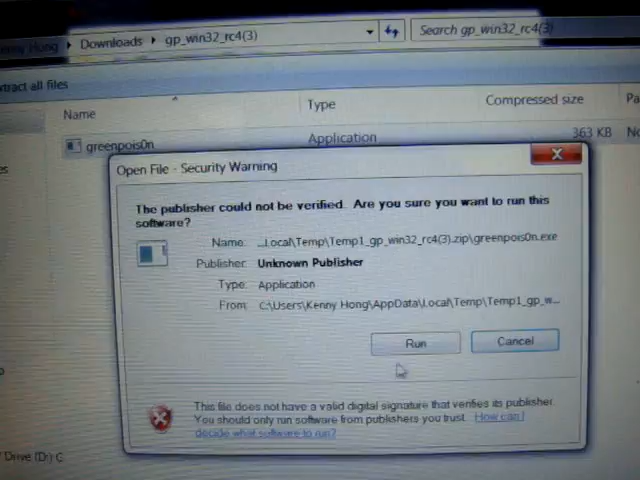 Hong Downloads gp_win32_rc4(3) Search gp_win32_rc4(3)
xtract all files
Name Type Compressed size
greenpois0n Application 363 KB
Open File - Security Warning
The publisher could not be verified. Are you sure you want to run this
software?
Name: ...Local\Temp\Temp1_gp_win32_rc4(3).zip\greenpois0n.exe
Publisher: Unknown Publisher
Type: Application
From: C:\Users\Kenny Hong\AppData\Local\Temp\Temp1_gp_w...
Run Cancel
This file does not have a valid digital signature that verifies its publisher.
You should only run software from publishers you trust. How can I
decide what software to run?
Drive (D:) C